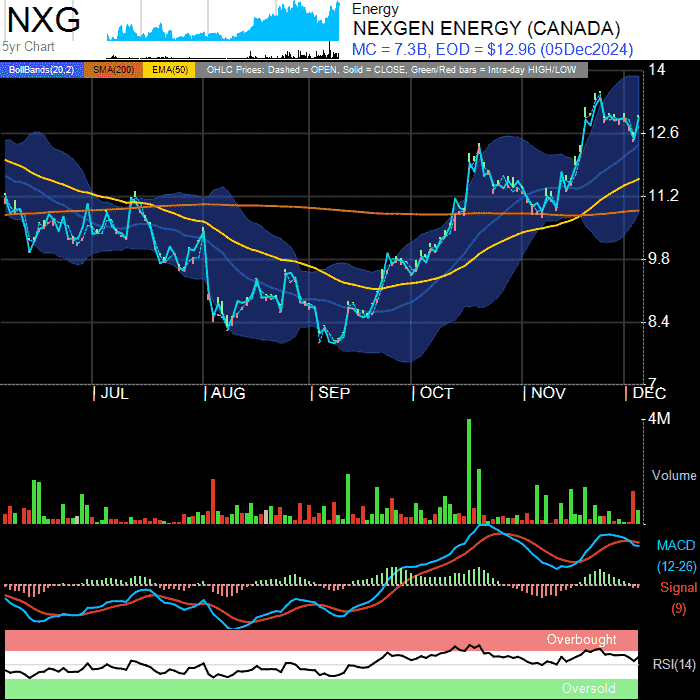 NXG
5yr Chart
Energy
NEXGEN ENERGY (CANADA)
MC = 7.3B, EOD = $12.96 (05Dec2024)
BollBands(20,2) SMA(200) EMA(50) OHLC Prices: Dashed = OPEN, Solid = CLOSE, Green/Red bars = Intra-day HIGH/LOW
14
12.6
11.2
9.8
8.4
7
| JUL | AUG | SEP | OCT | NOV | DEC
4M
Volume
MACD
(12-26)
Signal
(9)
Overbought
RSI(14)
Oversold